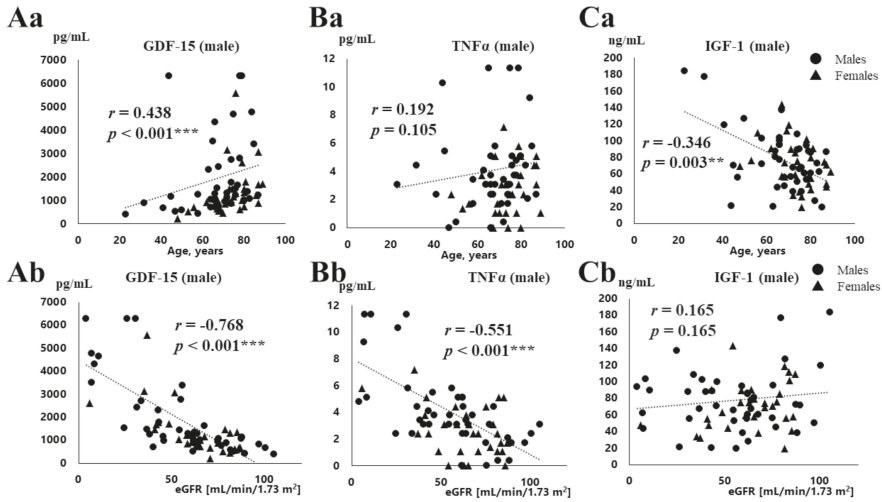 Aa
pg/mL
GDF-15 (male)
7000
6000
5000
4000
3000
2000
1000
0
r = 0.438
p < 0.001***
0 20 40 60 80 100
Age, years
Ba
pg/mL
TNFα (male)
12
10
8
6
4
2
0
r = 0.192
p = 0.105
0 20 40 60 80 100
Age, years
Ca
ng/mL
IGF-1 (male)
Males
Females
200
180
160
140
120
100
80
60
40
20
0
r = -0.346
p = 0.003**
0 20 40 60 80 100
Age, years
Ab
pg/mL
GDF-15 (male)
7000
6000
5000
4000
3000
2000
1000
0
r = -0.768
p < 0.001***
0 50 100
eGFR [mL/min/1.73 m²]
Bb
pg/mL
TNFα (male)
12
10
8
6
4
2
0
r = -0.551
p < 0.001***
0 50 100
eGFR [mL/min/1.73 m²]
Cb
ng/mL
IGF-1 (male)
Males
Females
200
180
160
140
120
100
80
60
40
20
0
r = 0.165
p = 0.165
0 50 100
eGFR [mL/min/1.73 m²]